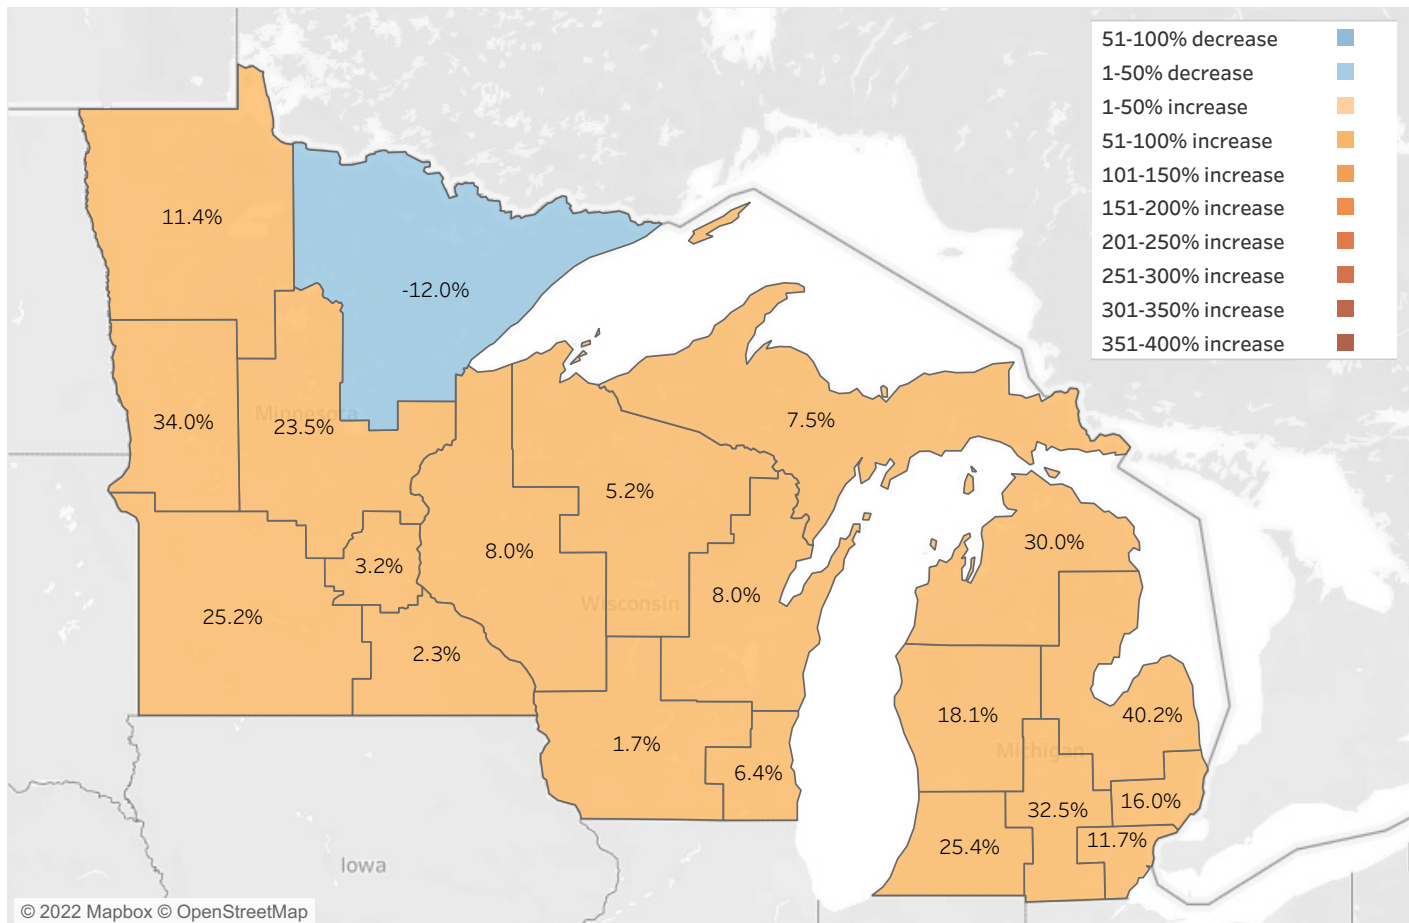 51-100% decrease
1-50% decrease
1-50% increase
51-100% increase
101-150% increase
151-200% increase
201-250% increase
251-300% increase
301-350% increase
351-400% increase
11.4%
-12.0%
34.0%
Minnesota
23.5%
7.5%
5.2%
8.0%
3.2%
30.0%
8.0%
Wisconsin
25.2%
2.3%
18.1%
40.2%
1.7%
Michigan
6.4%
32.5%
16.0%
25.4%
11.7%
Iowa
© 2022 Mapbox © OpenStreetMap